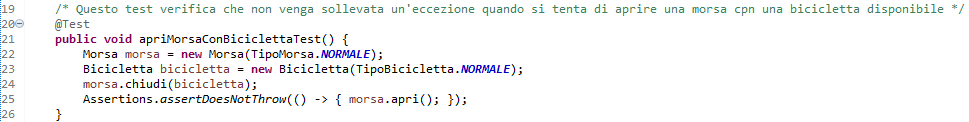 19 /* Questo test verifica che non venga sollevata un'eccezione quando si tenta di aprire una morsa cpn una bicicletta disponibile */
20 @Test
21 public void apriMorsaConBiciclettaTest() {
22 Morsa morsa = new Morsa(TipoMorsa.NORMALE);
23 Bicicletta bicicletta = new Bicicletta(TipoBicicletta.NORMALE);
24 morsa.chiudi(bicicletta);
25 Assertions.assertDoesNotThrow(() -> { morsa.apri(); });
26 }